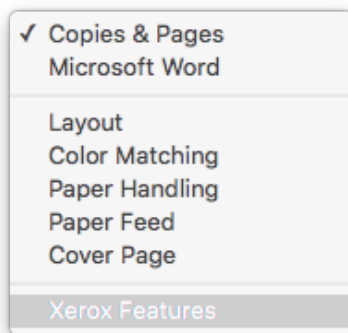 ✓ Copies & Pages
Microsoft Word
Layout
Color Matching
Paper Handling
Paper Feed
Cover Page
Xerox Features